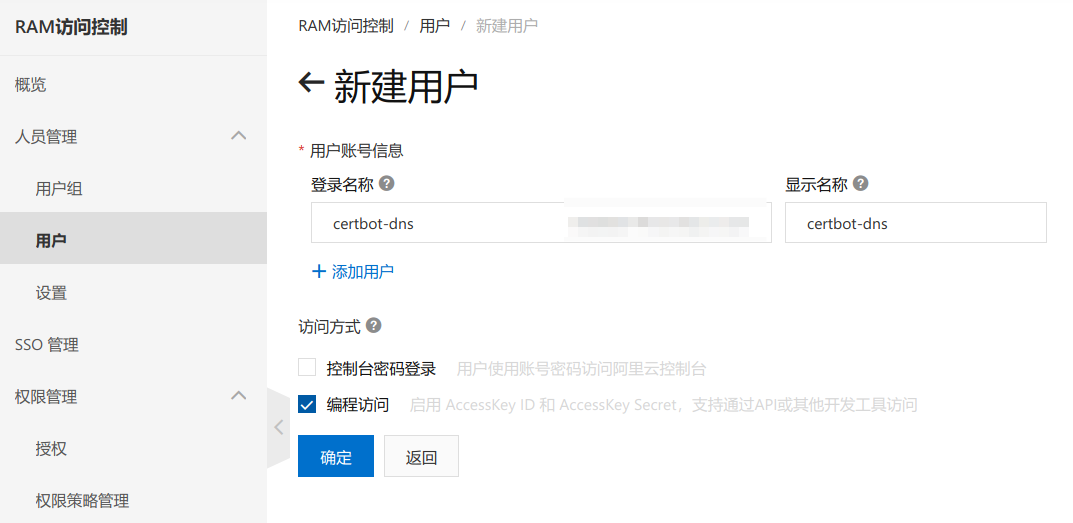 RAM访问控制
概览
人员管理
用户组
用户
设置
SSO 管理
权限管理
授权
权限策略管理
RAM访问控制 / 用户 / 新建用户
新建用户
* 用户账号信息
登录名称 显示名称
certbot-dns certbot-dns
+ 添加用户
访问方式
控制台密码登录 用户使用账号密码访问阿里云控制台
编程访问 启用 AccessKey ID 和 AccessKey Secret，支持通过API或其他开发工具访问
确定 返回